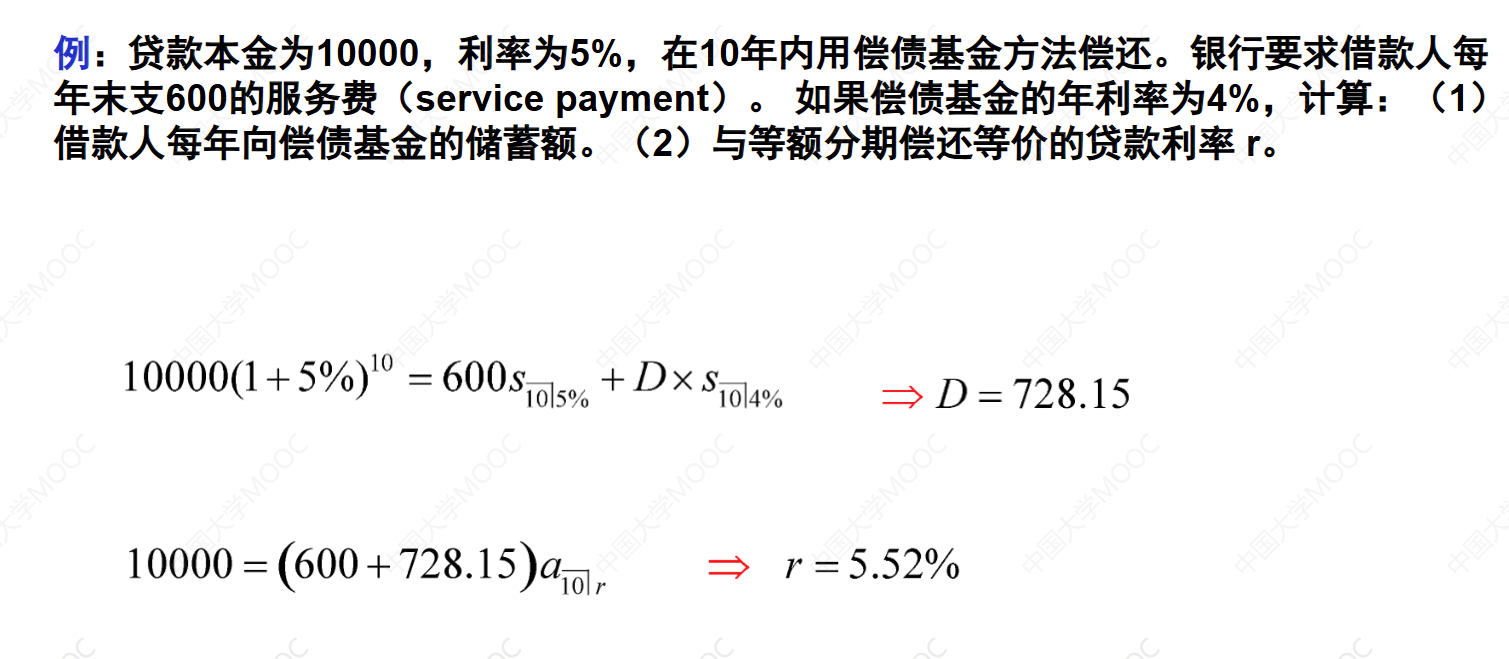 例：贷款本金为10000，利率为5%，在10年内用偿债基金方法偿还。银行要求借款人每
年末支600的服务费（service payment）。 如果偿债基金的年利率为4%，计算：（1）
借款人每年向偿债基金的储蓄额。（2）与等额分期偿还等价的贷款利率 r。
10000(1+5%)^10 = 600s_{\overline{10|}5%} + D×s_{\overline{10|}4%} ⇒ D = 728.15
10000 = (600+728.15)a_{\overline{10|}r} ⇒ r = 5.52%
中国大学MOOC